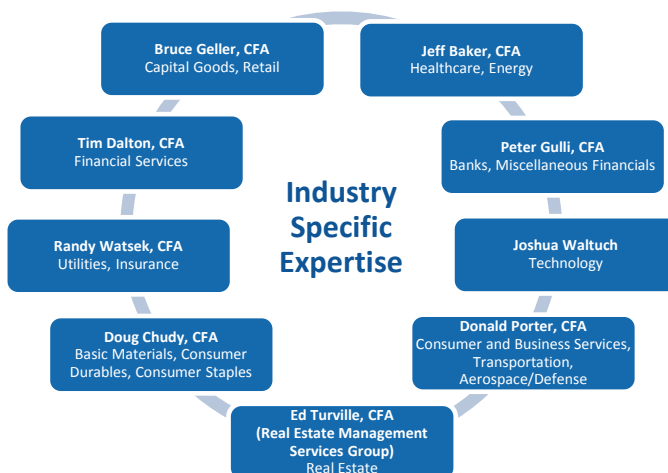 Bruce Geller, CFA
Capital Goods, Retail
Jeff Baker, CFA
Healthcare, Energy
Tim Dalton, CFA
Financial Services
Peter Gulli, CFA
Banks, Miscellaneous Financials
Industry
Specific
Expertise
Randy Watsek, CFA
Utilities, Insurance
Joshua Waltuch
Technology
Doug Chudy, CFA
Basic Materials, Consumer
Durables, Consumer Staples
Donald Porter, CFA
Consumer and Business Services,
Transportation,
Aerospace/Defense
Ed Turville, CFA
(Real Estate Management
Services Group)
Real Estate